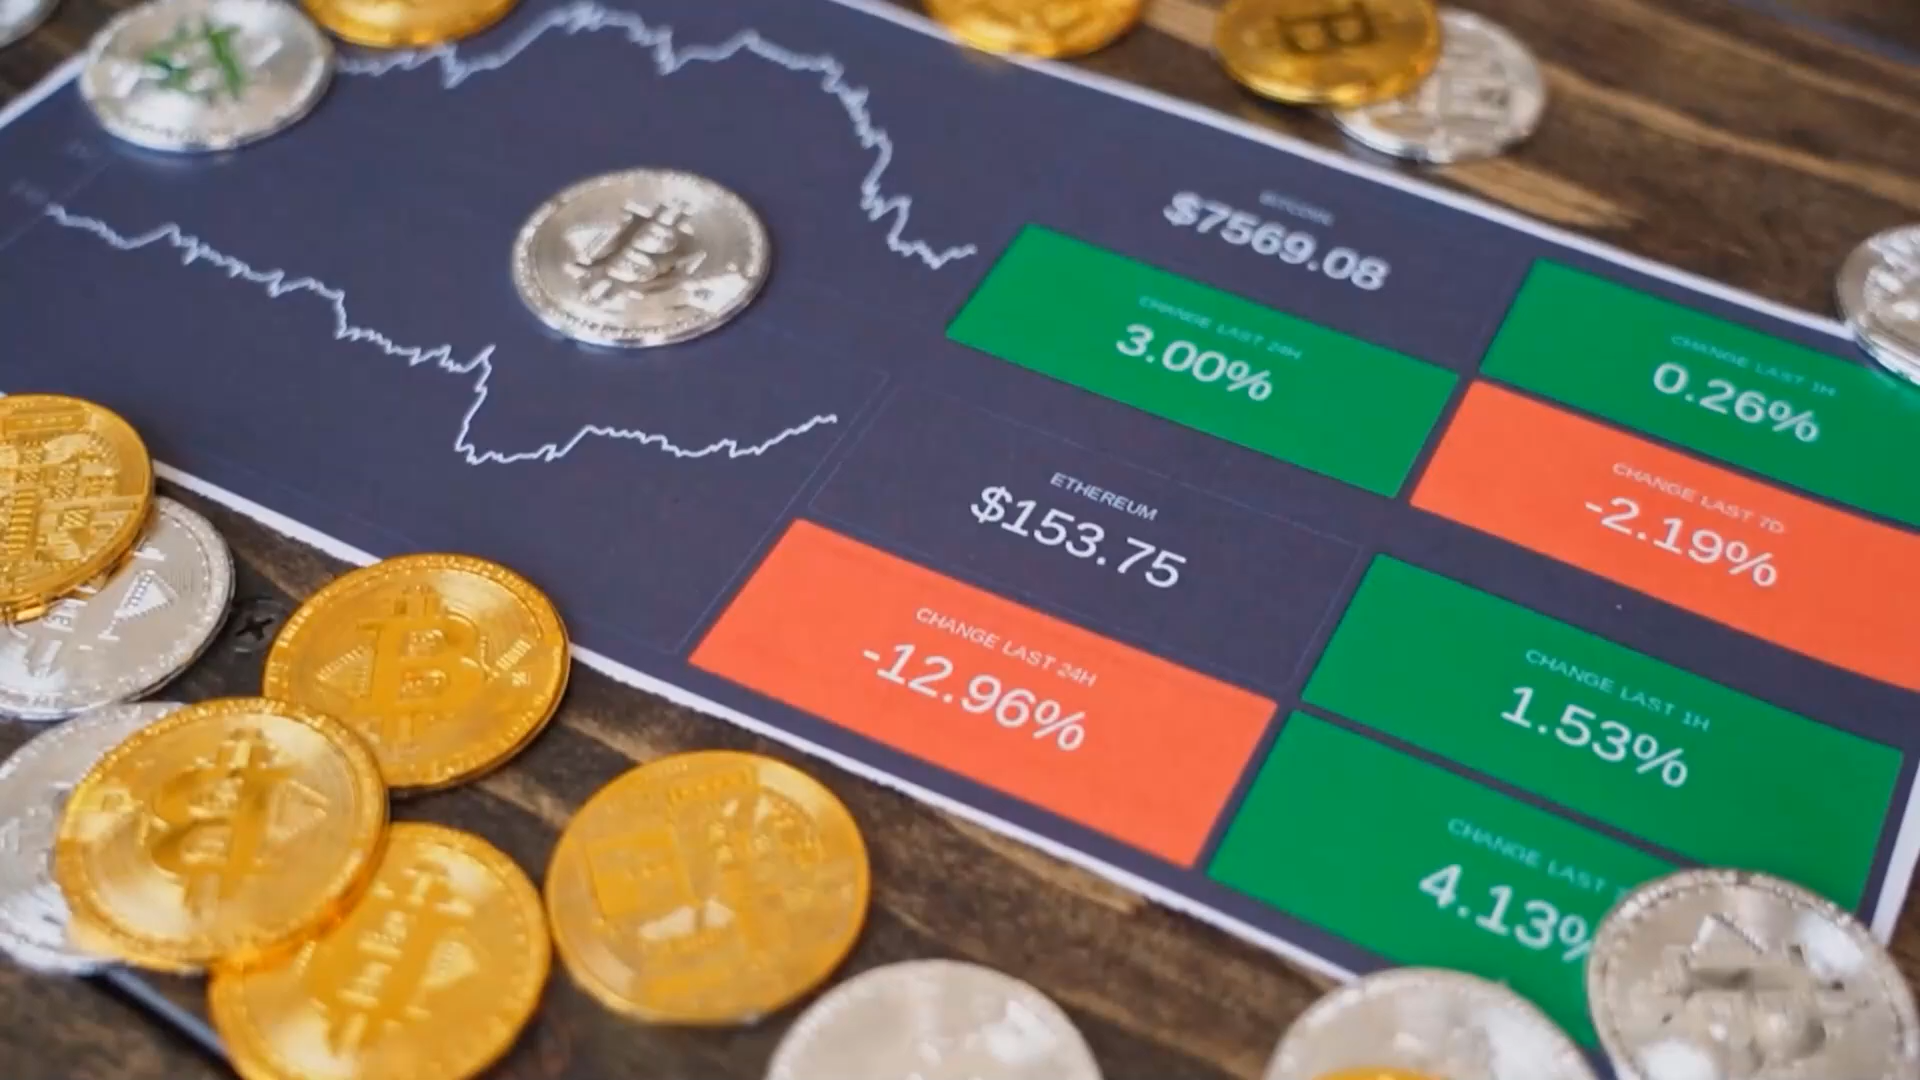 BITCOIN
$7569.08
CHANGE LAST 24H
3.00%
CHANGE LAST 1H
0.26%
CHANGE LAST 7D
-2.19%
ETHEREUM
$153.75
CHANGE LAST 24H
-12.96%
CHANGE LAST 1H
1.53%
CHANGE LAST
4.13%